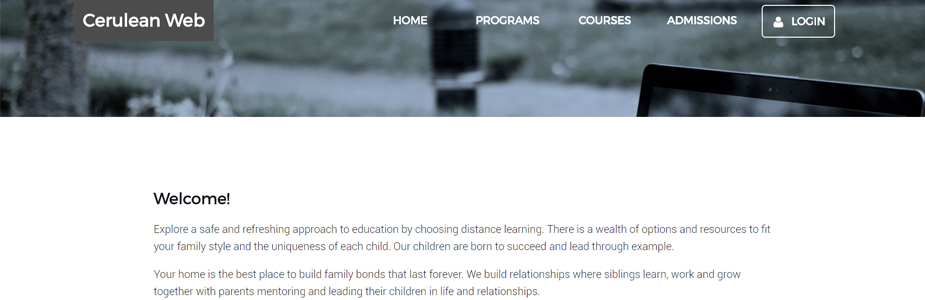 Cerulean Web
HOME PROGRAMS COURSES ADMISSIONS LOGIN
Welcome!
Explore a safe and refreshing approach to education by choosing distance learning. There is a wealth of options and resources to fit
your family style and the uniqueness of each child. Our children are born to succeed and lead through example.
Your home is the best place to build family bonds that last forever. We build relationships where siblings learn, work and grow
together with parents mentoring and leading their children in life and relationships.